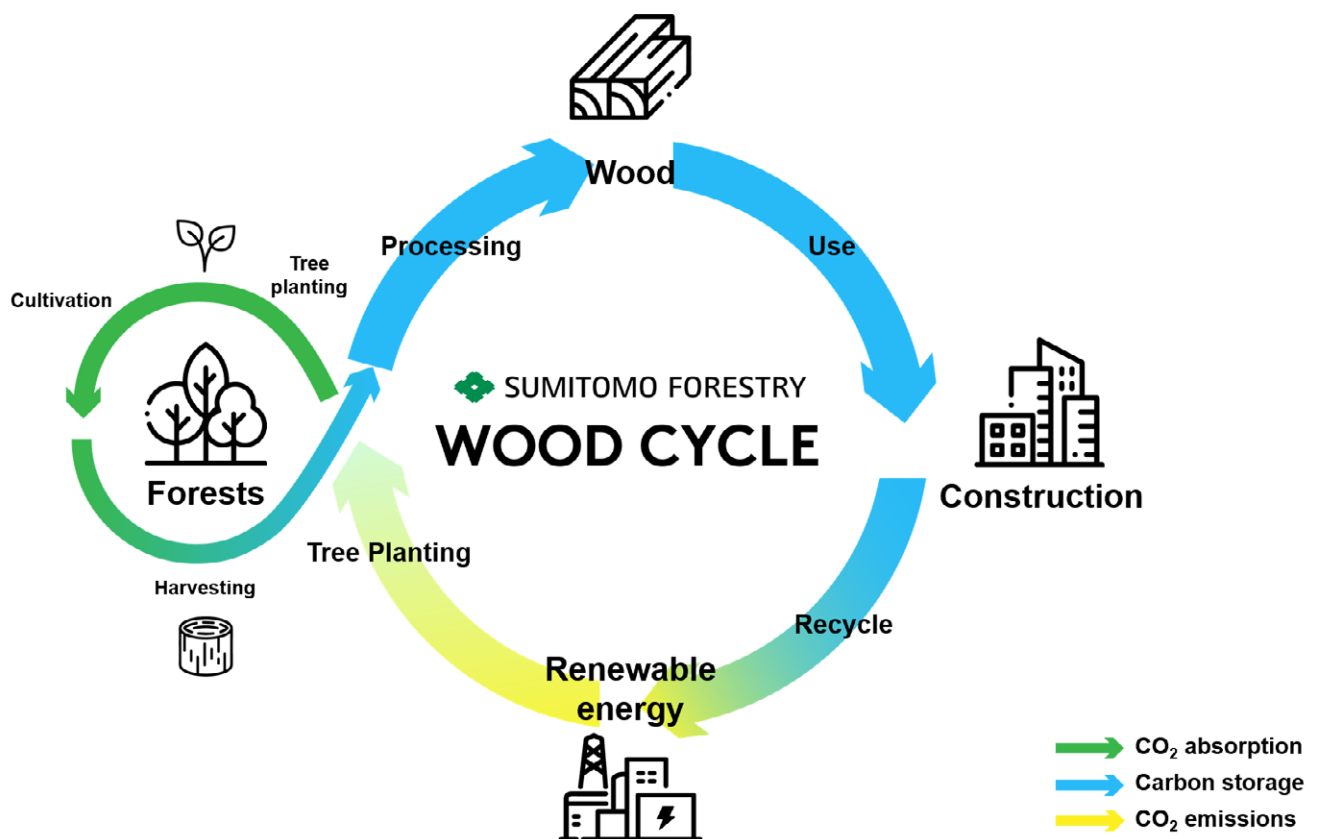 Wood
Processing
Use
Tree
planting
Cultivation
SUMITOMO FORESTRY
WOOD CYCLE
Forests
Construction
Tree Planting
Harvesting
Recycle
Renewable
energy
CO₂ absorption
Carbon storage
CO₂ emissions